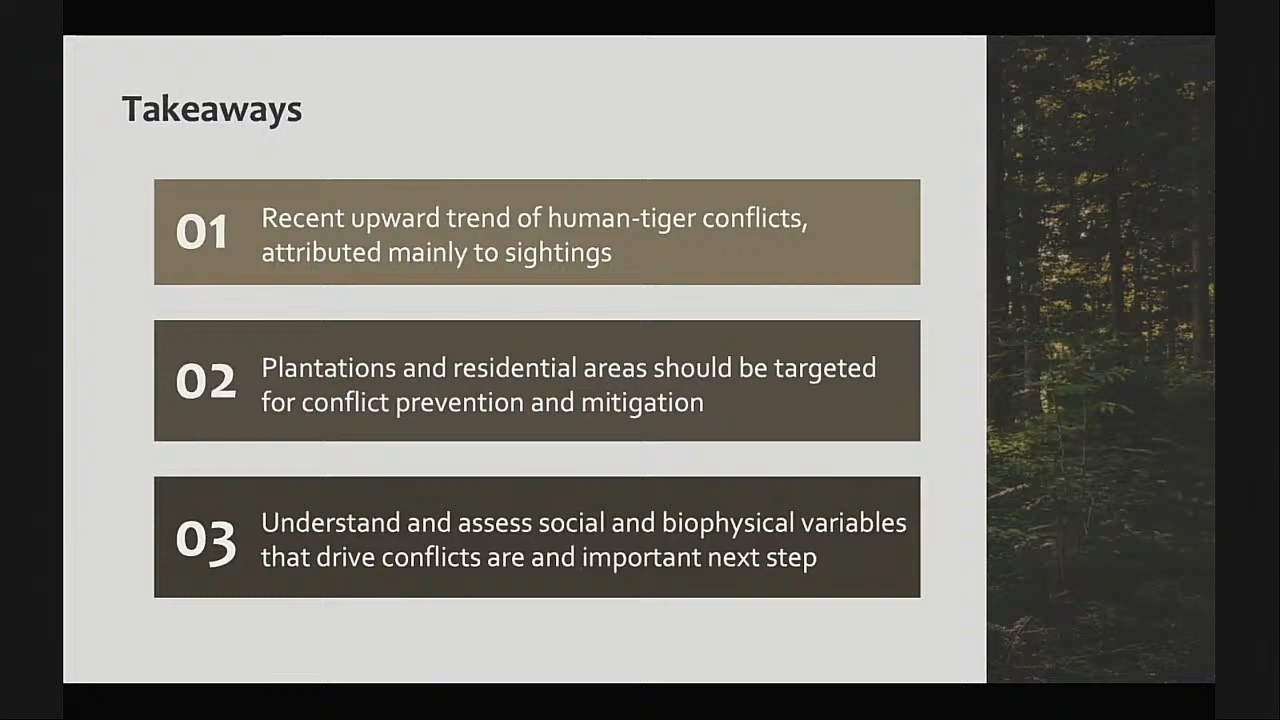 Takeaways
01
Recent upward trend of human-tiger conflicts,
attributed mainly to sightings
02
Plantations and residential areas should be targeted
for conflict prevention and mitigation
03
Understand and assess social and biophysical variables
that drive conflicts are and important next step